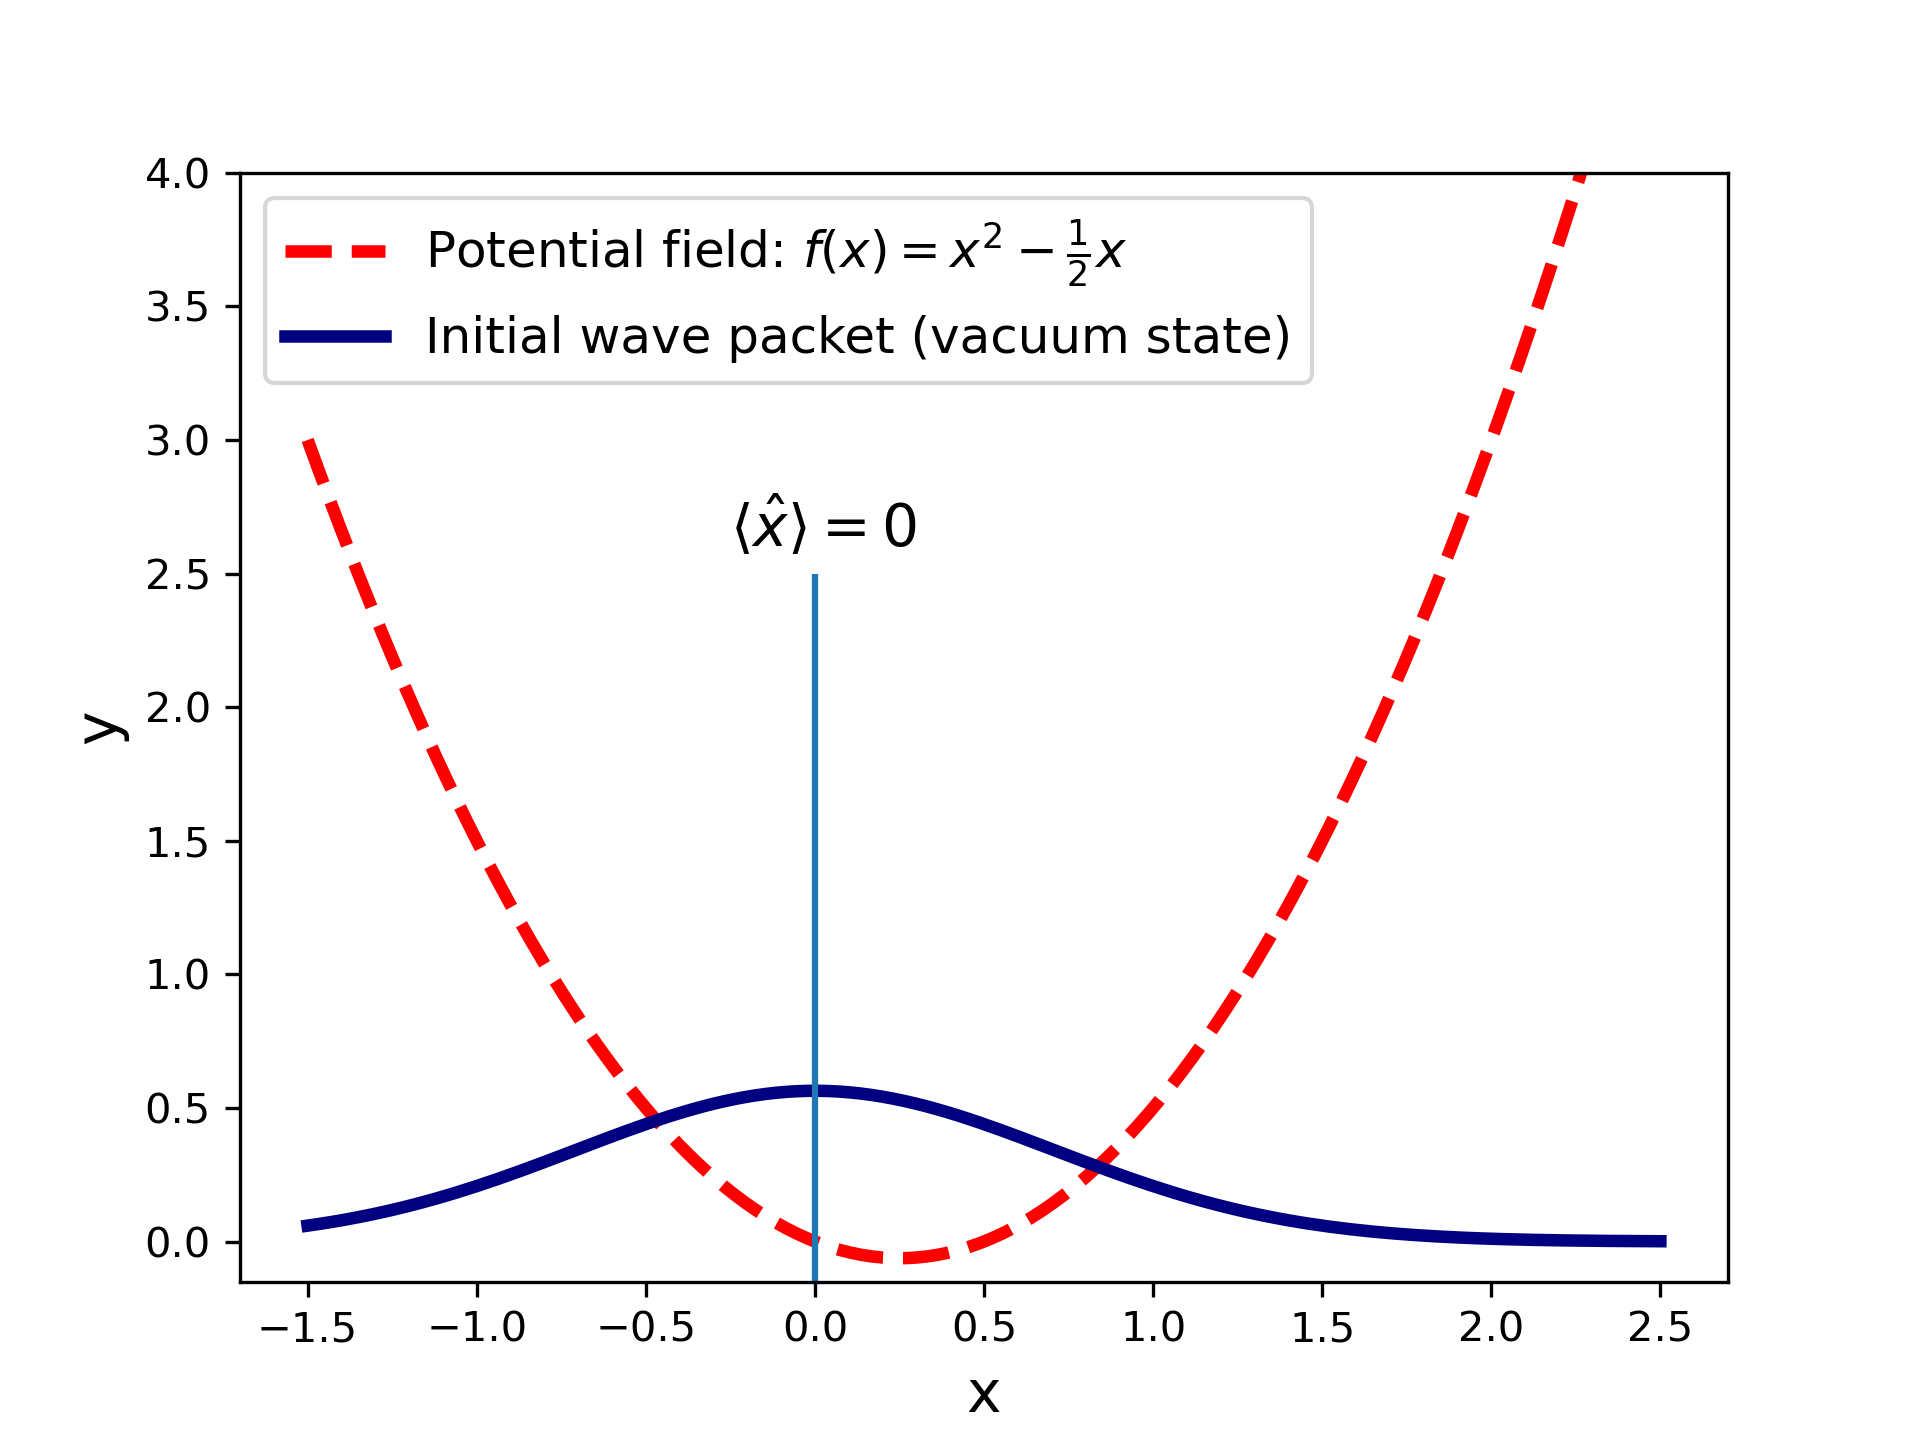 4.0
3.5
3.0
2.5
2.0
1.5
1.0
0.5
0.0
y
Potential field: f(x) = x² − ½x
Initial wave packet (vacuum state)
⟨x̂⟩ = 0
−1.5 −1.0 −0.5 0.0 0.5 1.0 1.5 2.0 2.5
x